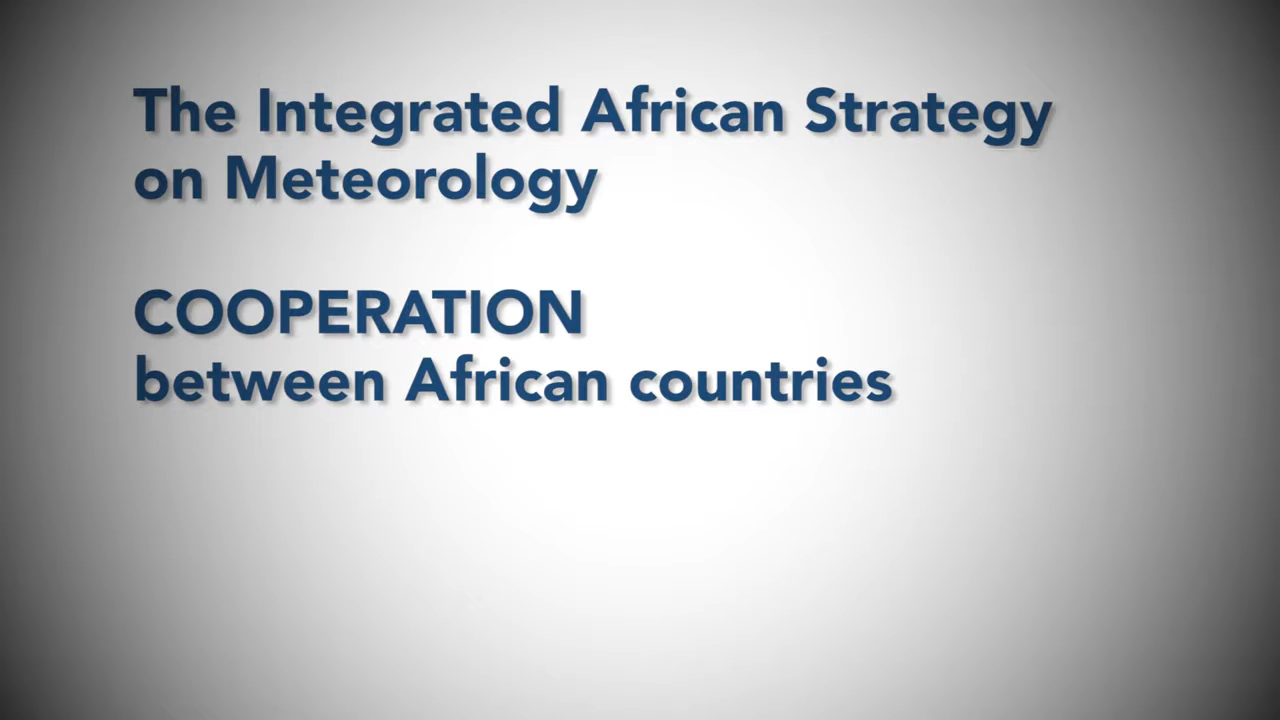 The Integrated African Strategy
on Meteorology
COOPERATION
between African countries